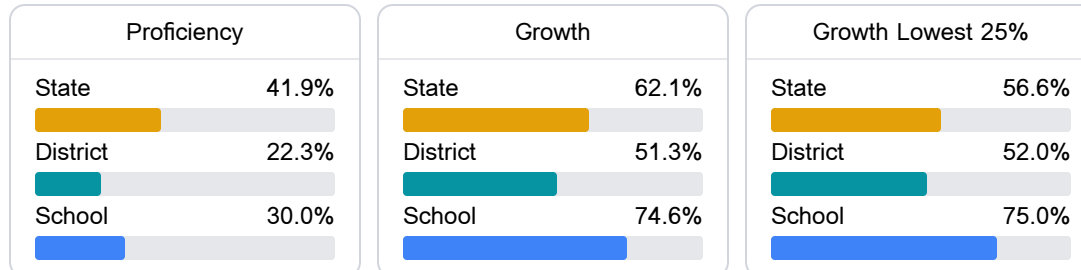 Proficiency
State 41.9%
District 22.3%
School 30.0%
Growth
State 62.1%
District 51.3%
School 74.6%
Growth Lowest 25%
State 56.6%
District 52.0%
School 75.0%